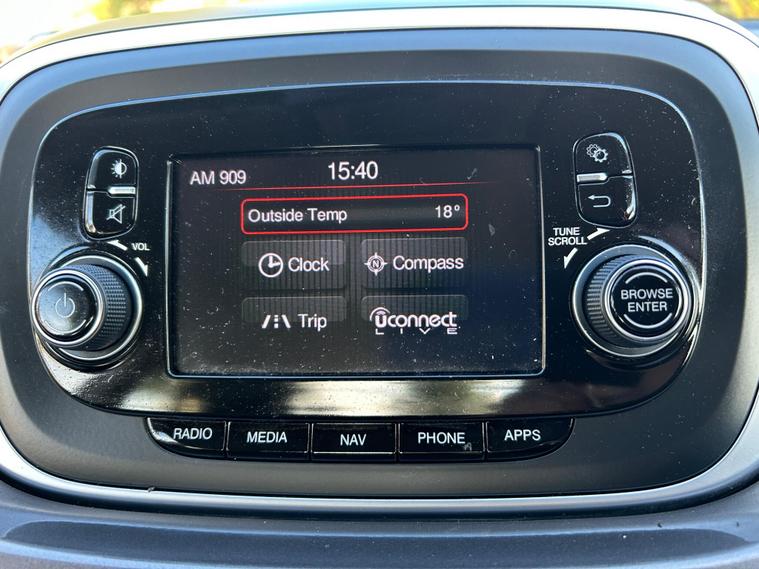 AM 909
15:40
Outside Temp 18°
VOL
TUNE
SCROLL
Clock
N Compass
BROWSE
ENTER
Trip
uconnect
LIVE
RADIO
MEDIA
NAV
PHONE
APPS